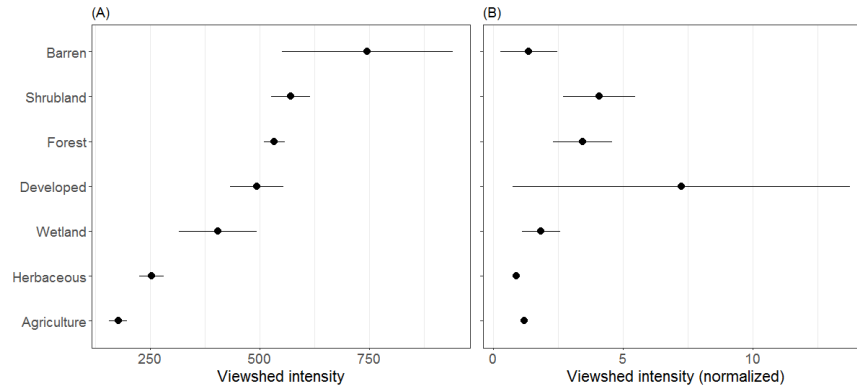 (A)
(B)
Barren
Shrubland
Forest
Developed
Wetland
Herbaceous
Agriculture
250 500 750
0 5 10
Viewshed intensity
Viewshed intensity (normalized)